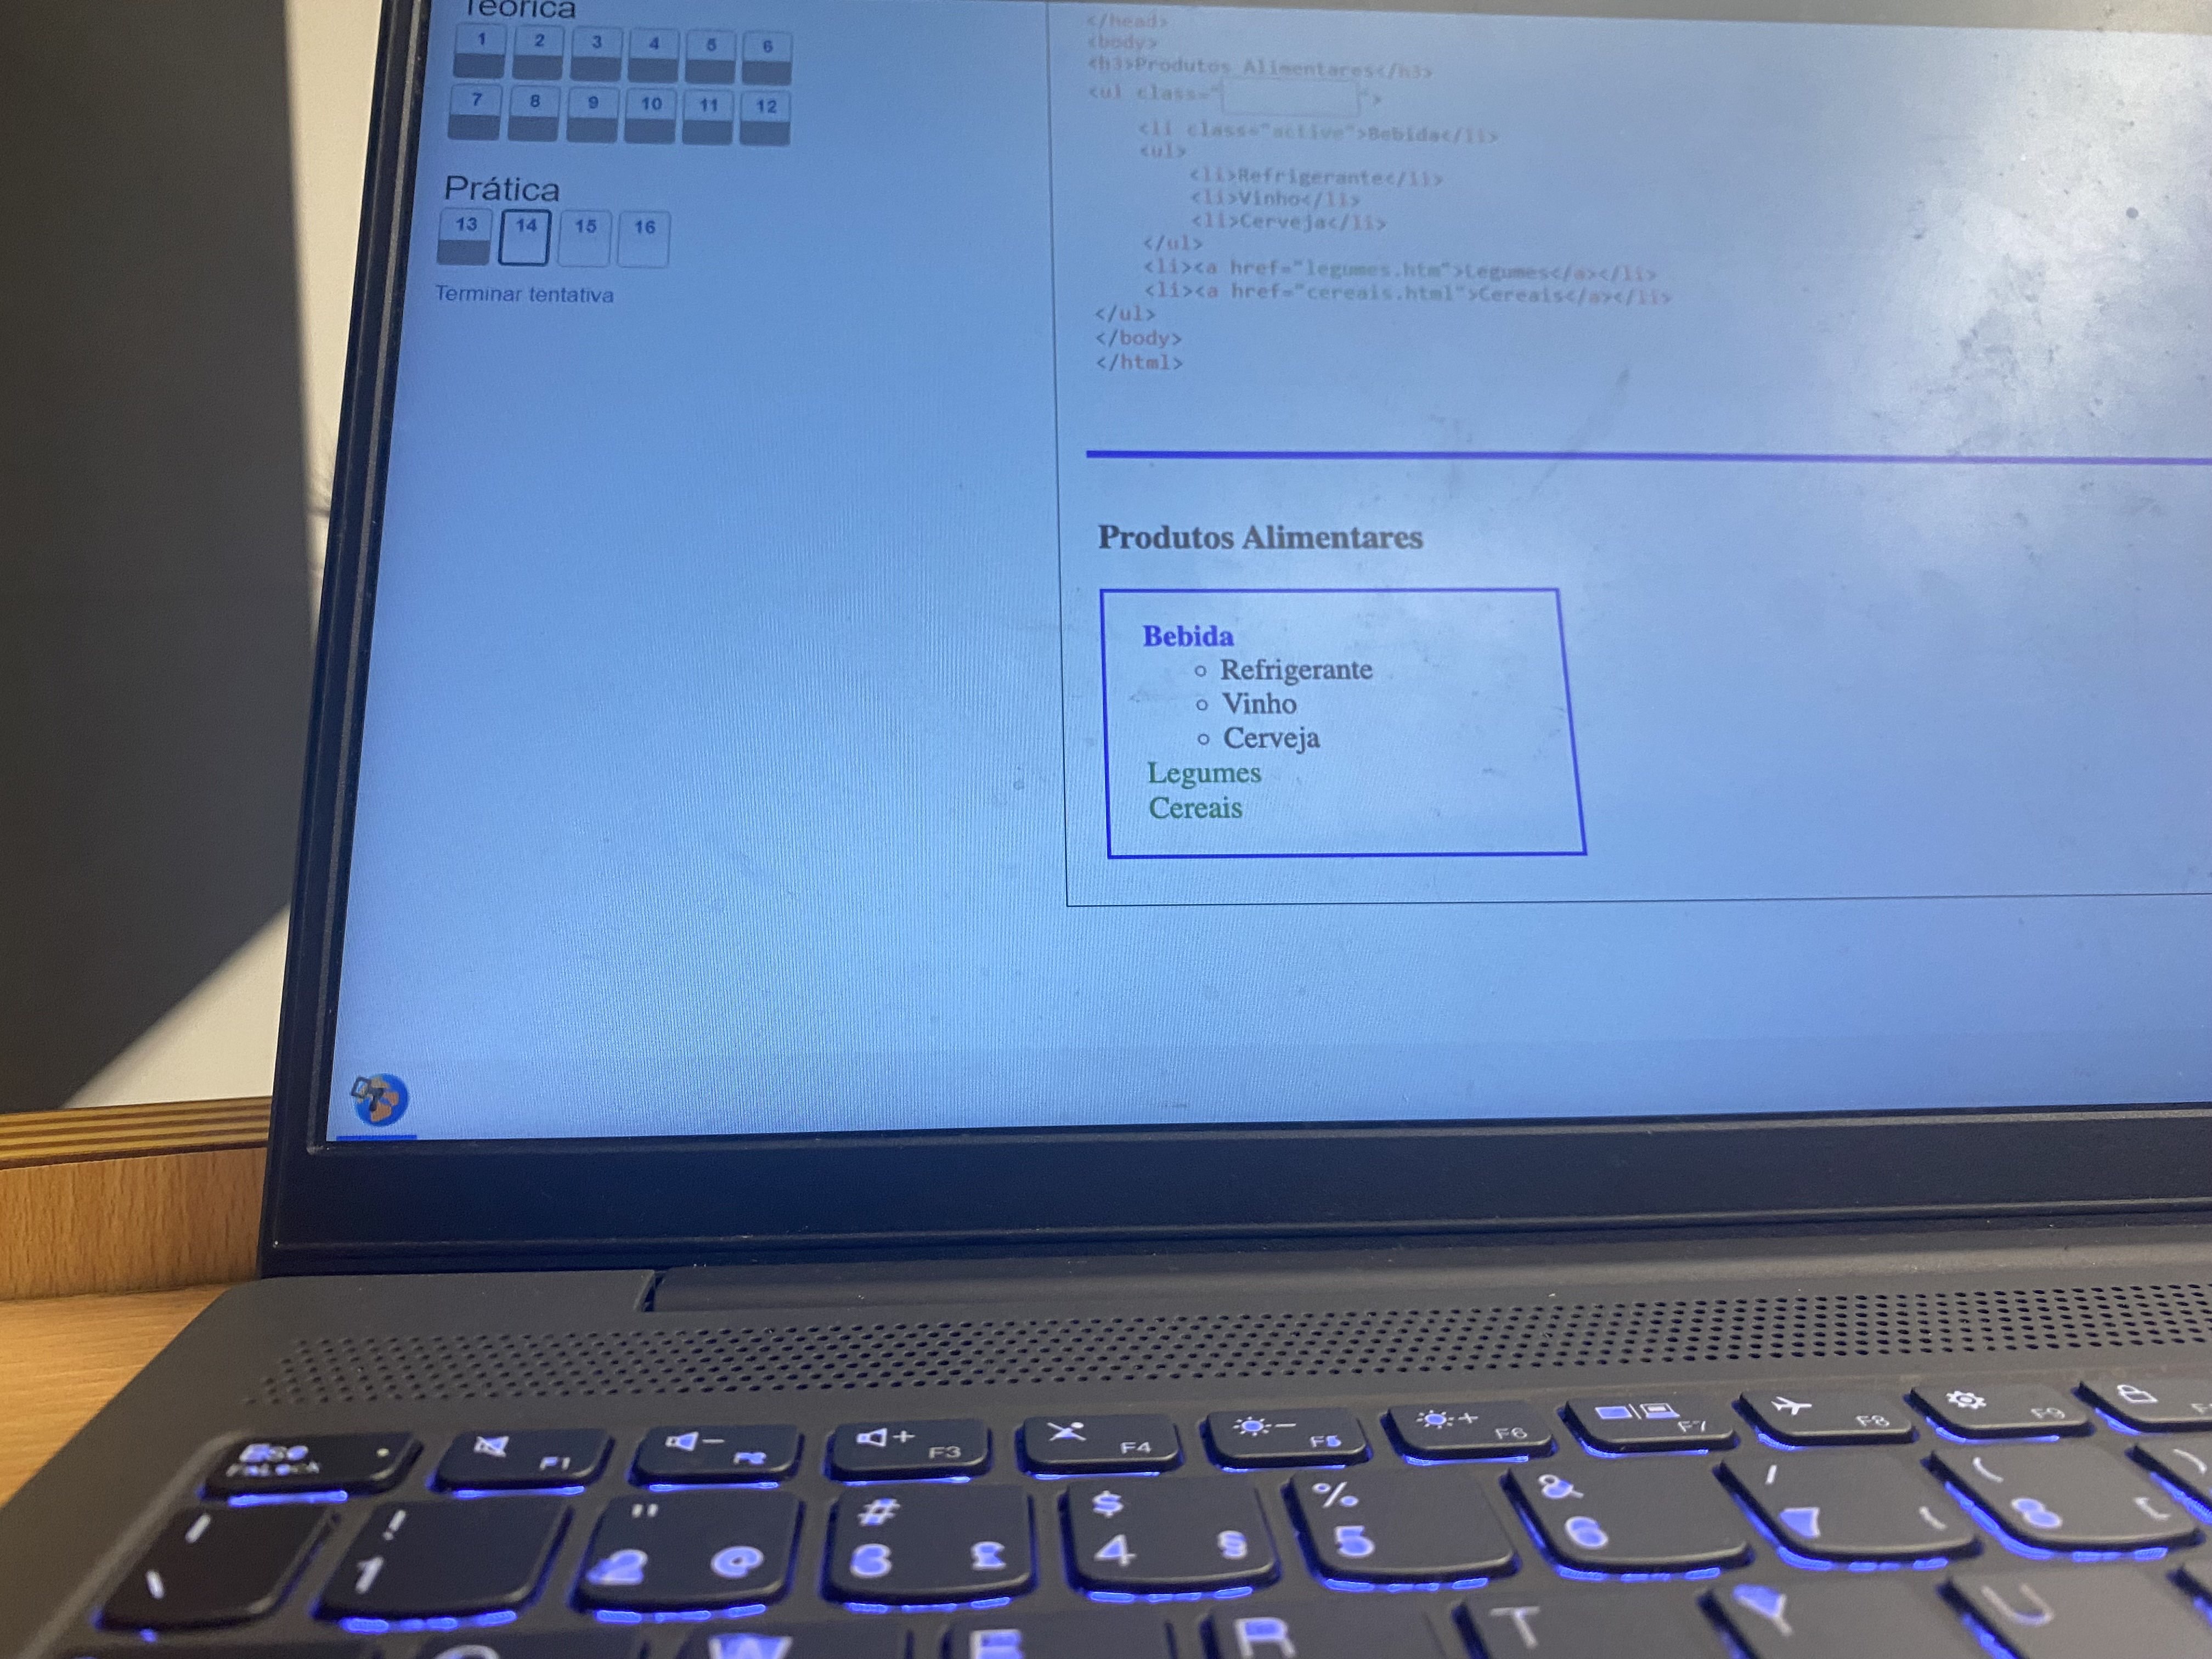 Teórica
1 2 3 4 5 6
7 8 9 10 11 12
Prática
13 14 15 16
Terminar tentativa
</head>
<body>
<h3>Produtos Alimentares</h3>
<ul class="">
<li class="active">Bebida</li>
<ul>
<li>Refrigerante</li>
<li>Vinho</li>
<li>Cerveja</li>
</ul>
<li><a href="legumes.htm">Legumes</a></li>
<li><a href="cereais.html">Cereais</a></li>
</ul>
</body>
</html>
Produtos Alimentares
Bebida
Refrigerante
Vinho
Cerveja
Legumes
Cereais
Esc
FnLock
F1
F2
F3
F4
F5
F6
F7
F8
F9
! " # $ % & / ( )
1 2 @ 3 £ 4 § 5 6 7 8 [
W E R T Y U